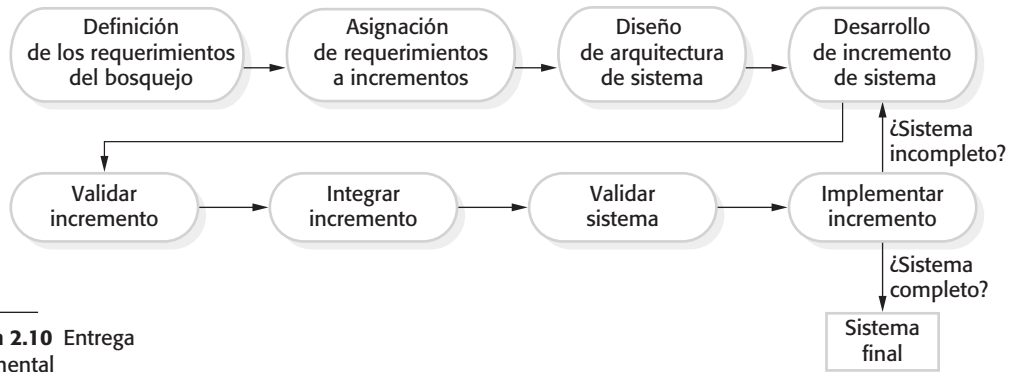 Definición
de los requerimientos
del bosquejo
Asignación
de requerimientos
a incrementos
Diseño
de arquitectura
de sistema
Desarrollo
de incremento
de sistema
¿Sistema
incompleto?
Validar
incremento
Integrar
incremento
Validar
sistema
Implementar
incremento
¿Sistema
completo?
Sistema
final
2.10 Entrega